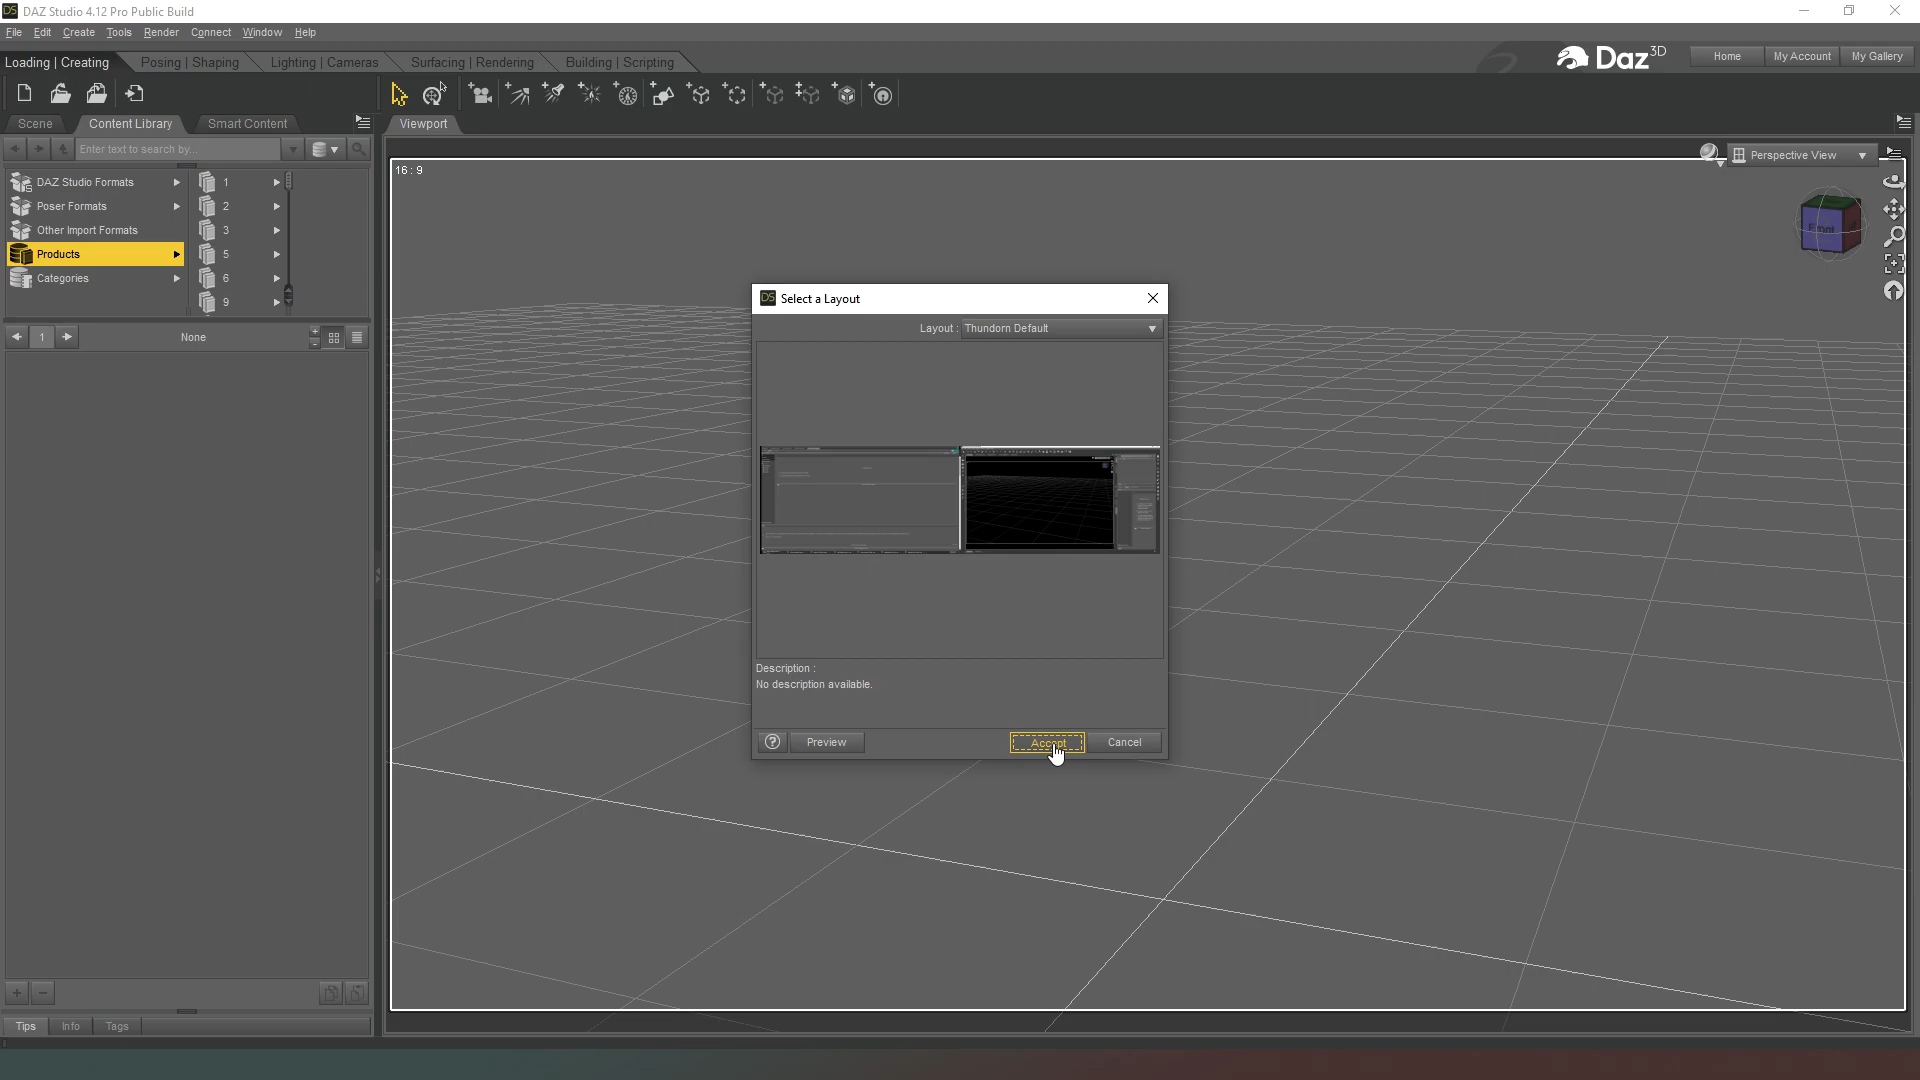 DAZ Studio 4.12 Pro Public Build
File Edit Create Tools Render Connect Window Help
Loading | Creating Posing | Shaping Lighting | Cameras Surfacing | Rendering Building | Scripting
Daz 3D Home My Account My Gallery
Scene Content Library Smart Content Viewport
Enter text to search by...
16 : 9
Perspective View
DAZ Studio Formats 1
Poser Formats 2
Other Import Formats 3
Products 5
Categories 6
9
Front
1 None
DS Select a Layout
Layout : Thundorn Default
Description :
No description available.
? Preview Accept Cancel
Tips Info Tags